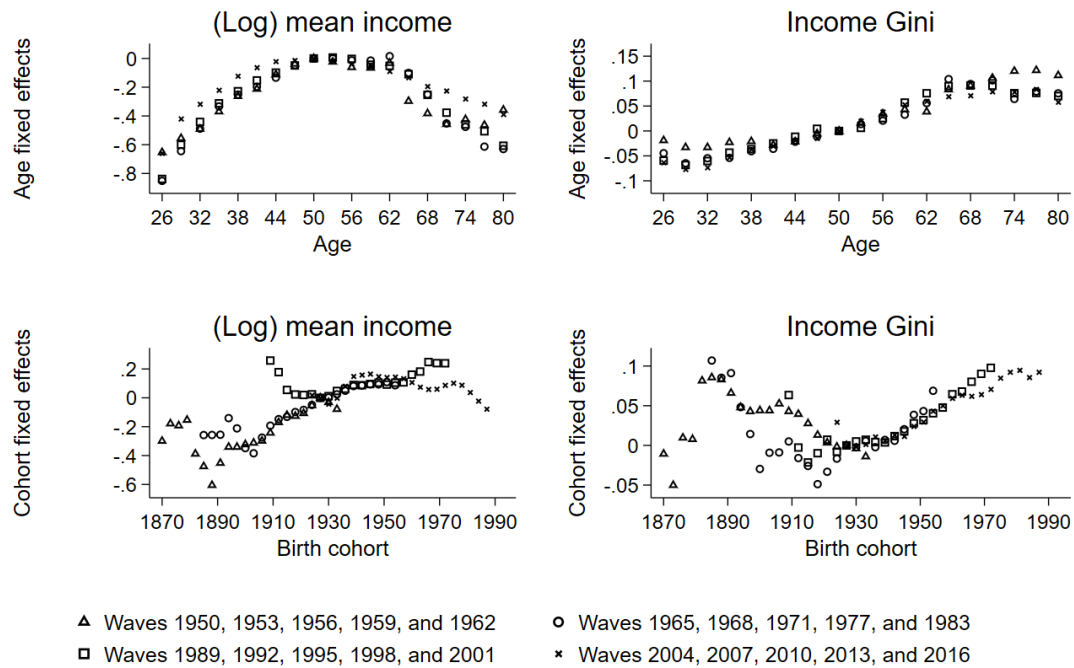 (Log) mean income
Age fixed effects
0
-.2
-.4
-.6
-.8
26 32 38 44 50 56 62 68 74 80
Age
Income Gini
Age fixed effects
.15
.1
0.05
0
-0.05
-.1
26 32 38 44 50 56 62 68 74 80
Age
(Log) mean income
Cohort fixed effects
.2
0
-.2
-.4
-.6
1870 1890 1910 1930 1950 1970 1990
Birth cohort
Income Gini
Cohort fixed effects
0.1
0.05
0
-0.05
1870 1890 1910 1930 1950 1970 1990
Birth cohort
Waves 1950, 1953, 1956, 1959, and 1962
Waves 1965, 1968, 1971, 1977, and 1983
Waves 1989, 1992, 1995, 1998, and 2001
Waves 2004, 2007, 2010, 2013, and 2016